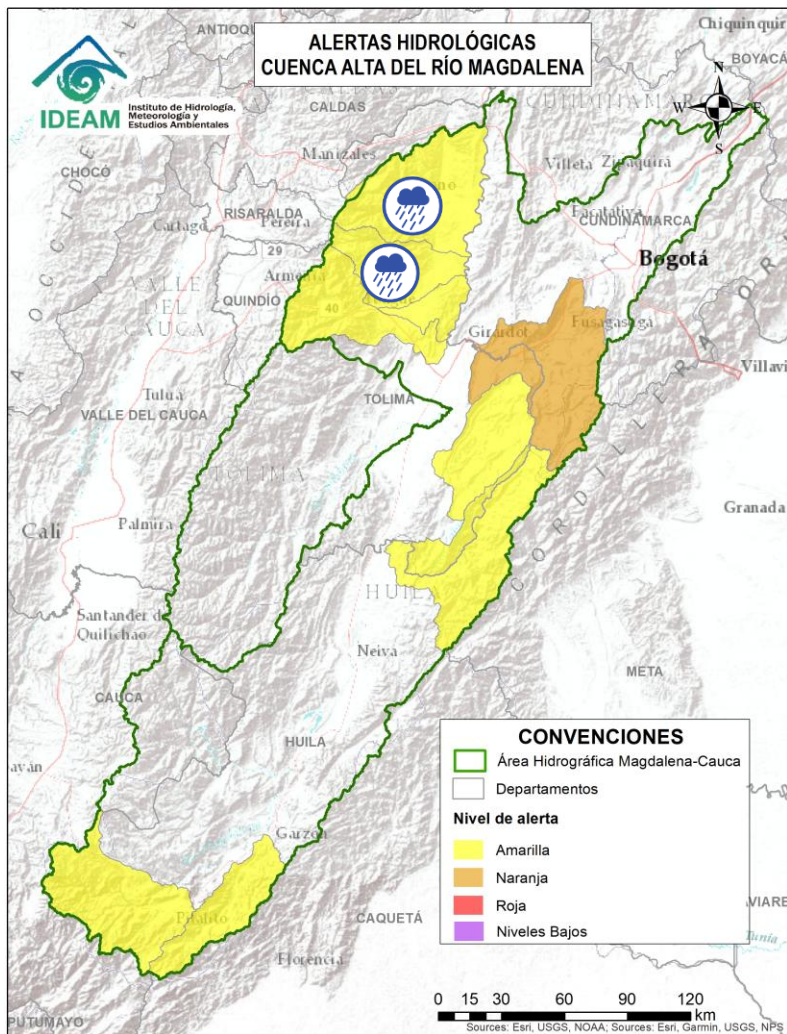 ALERTAS HIDROLÓGICAS
CUENCA ALTA DEL RÍO MAGDALENA
IDEAM
Instituto de Hidrología,
Meteorología y
Estudios Ambientales
Chiquinquir
BOYACÁ
N
W E
S
CALDAS
Manizales
Villeta
Zipaquirá
CHOCÓ
RISARALDA
Pereira
Cartago
Facatativá
CUNDINAMARCA
Bogotá
29
Armenia
QUINDÍO
40
VALLE
DEL
CAUCA
Girardot
Fusagasugá
Villavi
Tulua
VALLE DEL CAUCA
TOLIMA
TOLIMA
CORDILLERA
Granada
Cali
Palmira
HUILA
Santander de
Quilichao
Neiva
META
CAUCA
HUILA
Garzón
Pitalito
CAQUETÁ
Florencia
PUTUMAYO
CONVENCIONES
Área Hidrográfica Magdalena-Cauca
Departamentos
Nivel de alerta
Amarilla
Naranja
Roja
Niveles Bajos
VIARE
Tunía
0 15 30 60 90 120
km
Sources: Esri, USGS, NOAA; Sources: Esri, Garmin, USGS, NPS